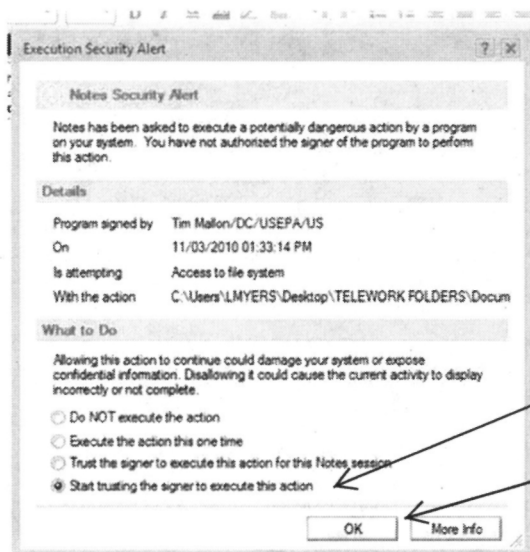 Execution Security Alert
Notes Security Alert
Notes has been asked to execute a potentially dangerous action by a program
on your system. You have not authorized the signer of the program to perform
this action.
Details
Program signed by Tim Mallon/DC/USEPA/US
On 11/03/2010 01:33:14 PM
Is attempting Access to file system
With the action C:\Users\LMYERS\Desktop\TELEWORK FOLDERS\Docum
What to Do
Allowing this action to continue could damage your system or expose
confidential information. Disallowing it could cause the current activity to display
incorrectly or not complete.
Do NOT execute the action
Execute the action this one time
Trust the signer to execute this action for this Notes session
Start trusting the signer to execute this action
OK More Info